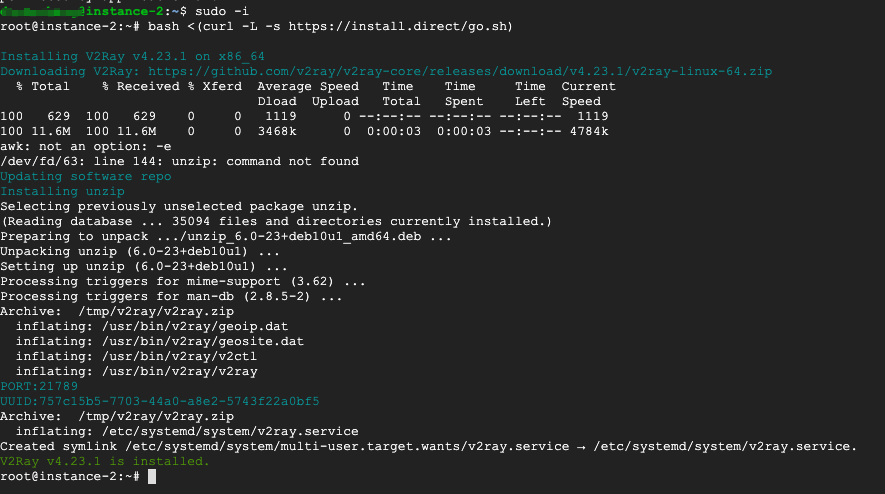 @instance-2:~$ sudo -i
root@instance-2:~# bash <(curl -L -s https://install.direct/go.sh)
Installing V2Ray v4.23.1 on x86_64
Downloading V2Ray: https://github.com/v2ray/v2ray-core/releases/download/v4.23.1/v2ray-linux-64.zip
  % Total    % Received % Xferd  Average Speed   Time    Time     Time  Current
                                 Dload  Upload   Total   Spent    Left  Speed
100   629  100   629    0     0   1119      0 --:--:-- --:--:-- --:--:--  1119
100 11.6M  100 11.6M    0     0  3468k      0  0:00:03  0:00:03 --:--:-- 4784k
awk: not an option: -e
/dev/fd/63: line 144: unzip: command not found
Updating software repo
Installing unzip
Selecting previously unselected package unzip.
(Reading database ... 35094 files and directories currently installed.)
Preparing to unpack .../unzip_6.0-23+deb10u1_amd64.deb ...
Unpacking unzip (6.0-23+deb10u1) ...
Setting up unzip (6.0-23+deb10u1) ...
Processing triggers for mime-support (3.62) ...
Processing triggers for man-db (2.8.5-2) ...
Archive:  /tmp/v2ray/v2ray.zip
  inflating: /usr/bin/v2ray/geoip.dat
  inflating: /usr/bin/v2ray/geosite.dat
  inflating: /usr/bin/v2ray/v2ctl
  inflating: /usr/bin/v2ray/v2ray
PORT:21789
UUID:757c15b5-7703-44a0-a8e2-5743f22a0bf5
Archive:  /tmp/v2ray/v2ray.zip
  inflating: /etc/systemd/system/v2ray.service
Created symlink /etc/systemd/system/multi-user.target.wants/v2ray.service → /etc/systemd/system/v2ray.service.
V2Ray v4.23.1 is installed.
root@instance-2:~#